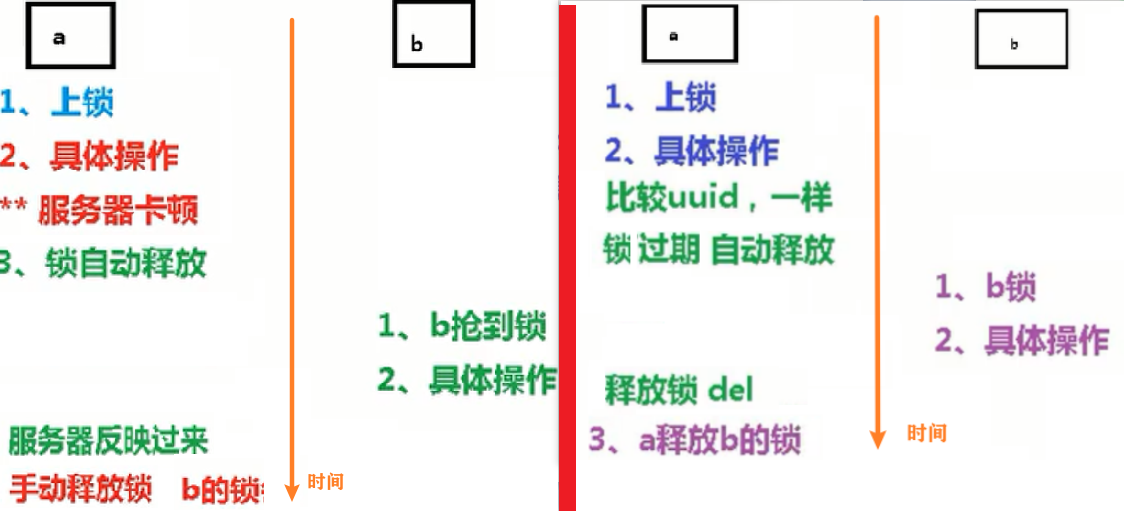 a
b
1、上锁
2、具体操作
** 服务器卡顿
3、锁自动释放
1、b抢到锁
2、具体操作
服务器反映过来
手动释放锁 b的锁
时间
a
b
1、上锁
2、具体操作
比较uuid，一样
锁 过期 自动释放
1、b锁
2、具体操作
释放锁 del
3、a释放b的锁
时间